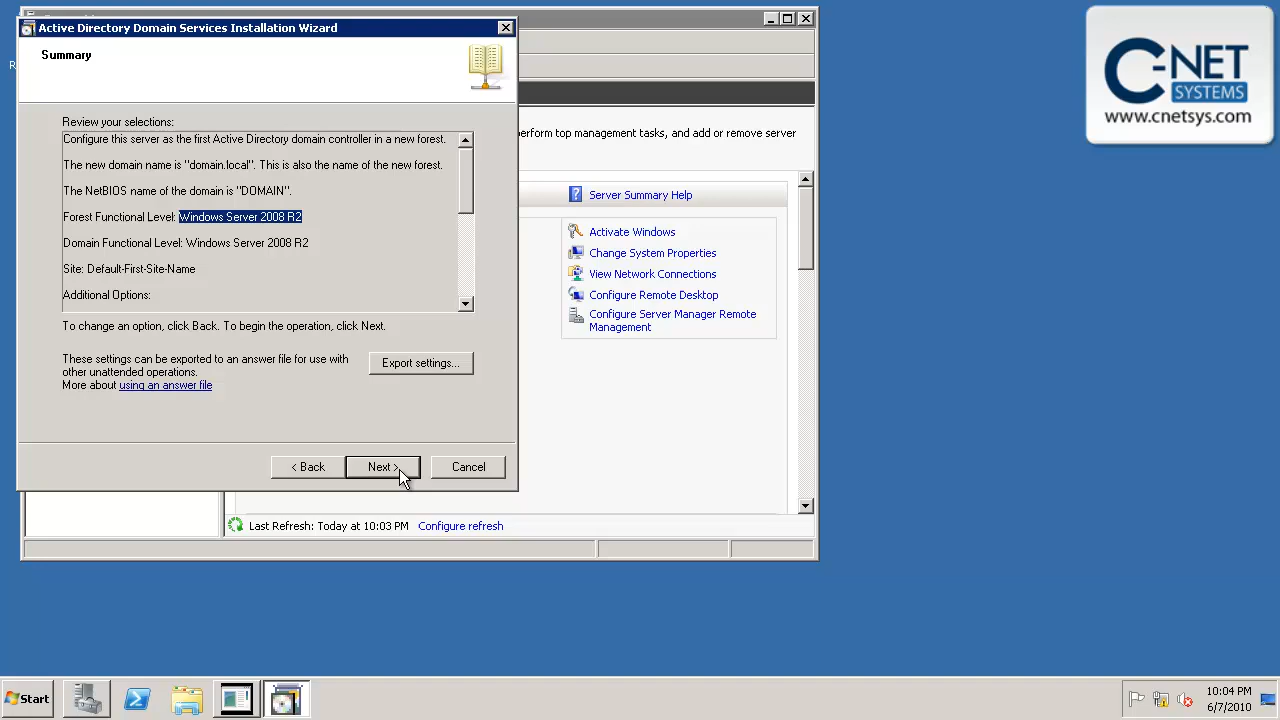 Active Directory Domain Services Installation Wizard
Summary
Review your selections:
Configure this server as the first Active Directory domain controller in a new forest.
The new domain name is "domain.local". This is also the name of the new forest.
The NetBIOS name of the domain is "DOMAIN".
Forest Functional Level: Windows Server 2008 R2
Domain Functional Level: Windows Server 2008 R2
Site: Default-First-Site-Name
Additional Options:
To change an option, click Back. To begin the operation, click Next.
These settings can be exported to an answer file for use with
other unattended operations.
More about using an answer file
Export settings...
< Back
Next >
Cancel
R
erform top management tasks, and add or remove server
Server Summary Help
Activate Windows
Change System Properties
View Network Connections
Configure Remote Desktop
Configure Server Manager Remote
Management
Last Refresh: Today at 10:03 PM
Configure refresh
C-NET
SYSTEMS
www.cnetsys.com
Start
10:04 PM
6/7/2010